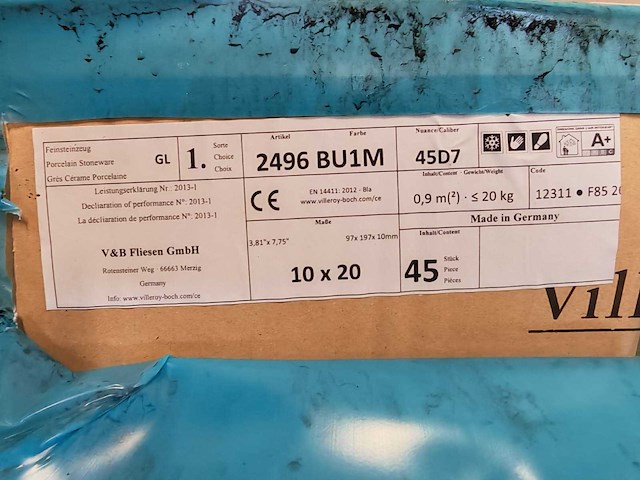 Feinsteinzeug
Porcelain Stoneware
Grès Cérame Porcelaine
GL
1.
Sorte
Choice
Choix
Artikel
Farbe
2496 BU1M
Nuance/Caliber
45D7
A+
Leistungserklärung Nr.: 2013-1
Declaration of performance N°: 2013-1
La déclaration de performance N°: 2013-1
CE
EN 14411: 2012 - BIa
www.villeroy-boch.com/ce
Inhalt/Content · Gewicht/Weight
0,9 m(²) · ≤ 20 kg
Code
12311 ● F85 2
Made in Germany
V&B Fliesen GmbH
Rotensteiner Weg · 66663 Merzig
Germany
Info: www.villeroy-boch.com/ce
Maße
3,81"x 7,75"
97x 197x 10mm
10 x 20
Inhalt/Content
45
Stück
Piece
Pièces
Vill